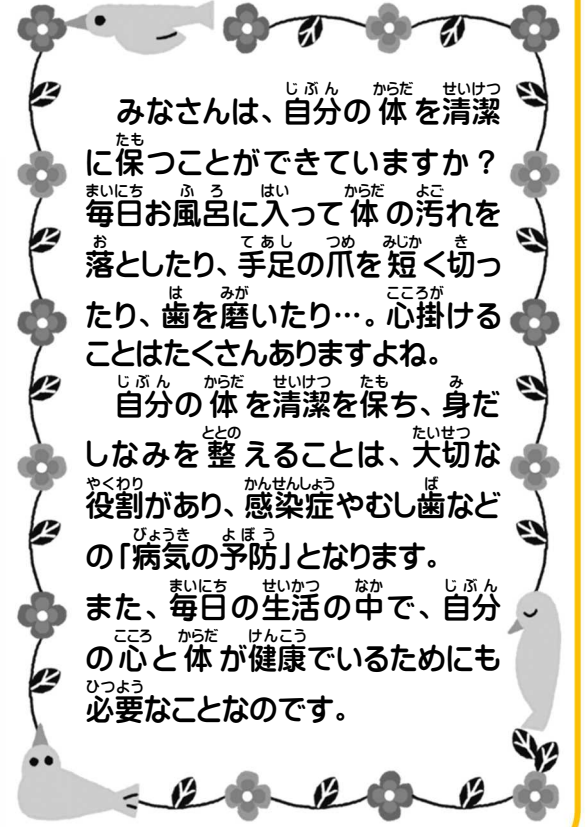 みなさんは、自分の体を清潔
に保つことができていますか？
毎日お風呂に入って体の汚れを
落としたり、手足の爪を短く切っ
たり、歯を磨いたり…。心掛ける
ことはたくさんありますよね。
自分の体を清潔を保ち、身だ
しなみを整えることは、大切な
役割があり、感染症やむし歯など
の「病気の予防」となります。
また、毎日の生活の中で、自分
の心と体が健康でいるためにも
必要なことなのです。